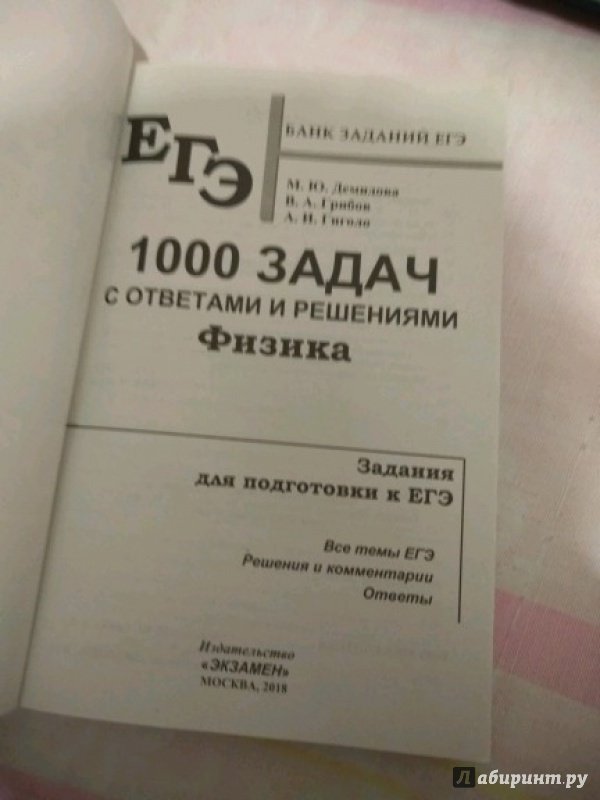 ЕГЭ
БАНК ЗАДАНИЙ ЕГЭ
М. Ю. Демидова
В. А. Грибов
А. И. Гиголо
1000 ЗАДАЧ
С ОТВЕТАМИ И РЕШЕНИЯМИ
Физика
Задания
для подготовки к ЕГЭ
Все темы ЕГЭ
Решения и комментарии
Ответы
Издательство
«ЭКЗАМЕН»
МОСКВА, 2018
Лабиринт.ру